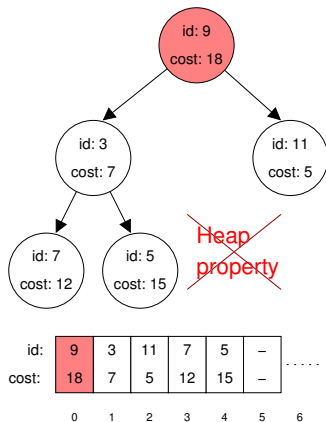 id: 9
cost: 18
id: 3
cost: 7
id: 11
cost: 5
id: 7
cost: 12
id: 5
cost: 15
Heap
property
id: 9 3 11 7 5 –
cost: 18 7 5 12 15 – . . . . .
0 1 2 3 4 5 6